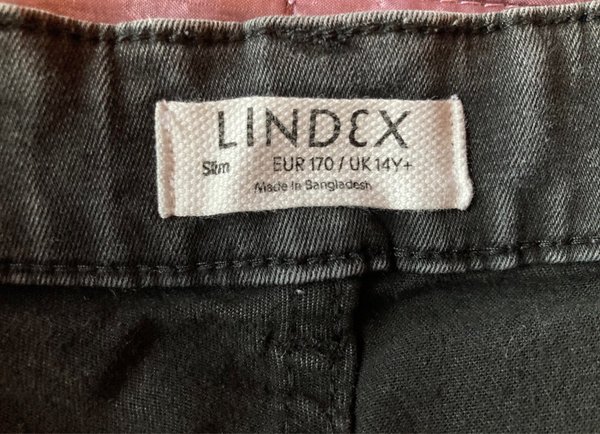 LINDEX
Slim EUR 170 / UK 14Y+
Made in Bangladesh